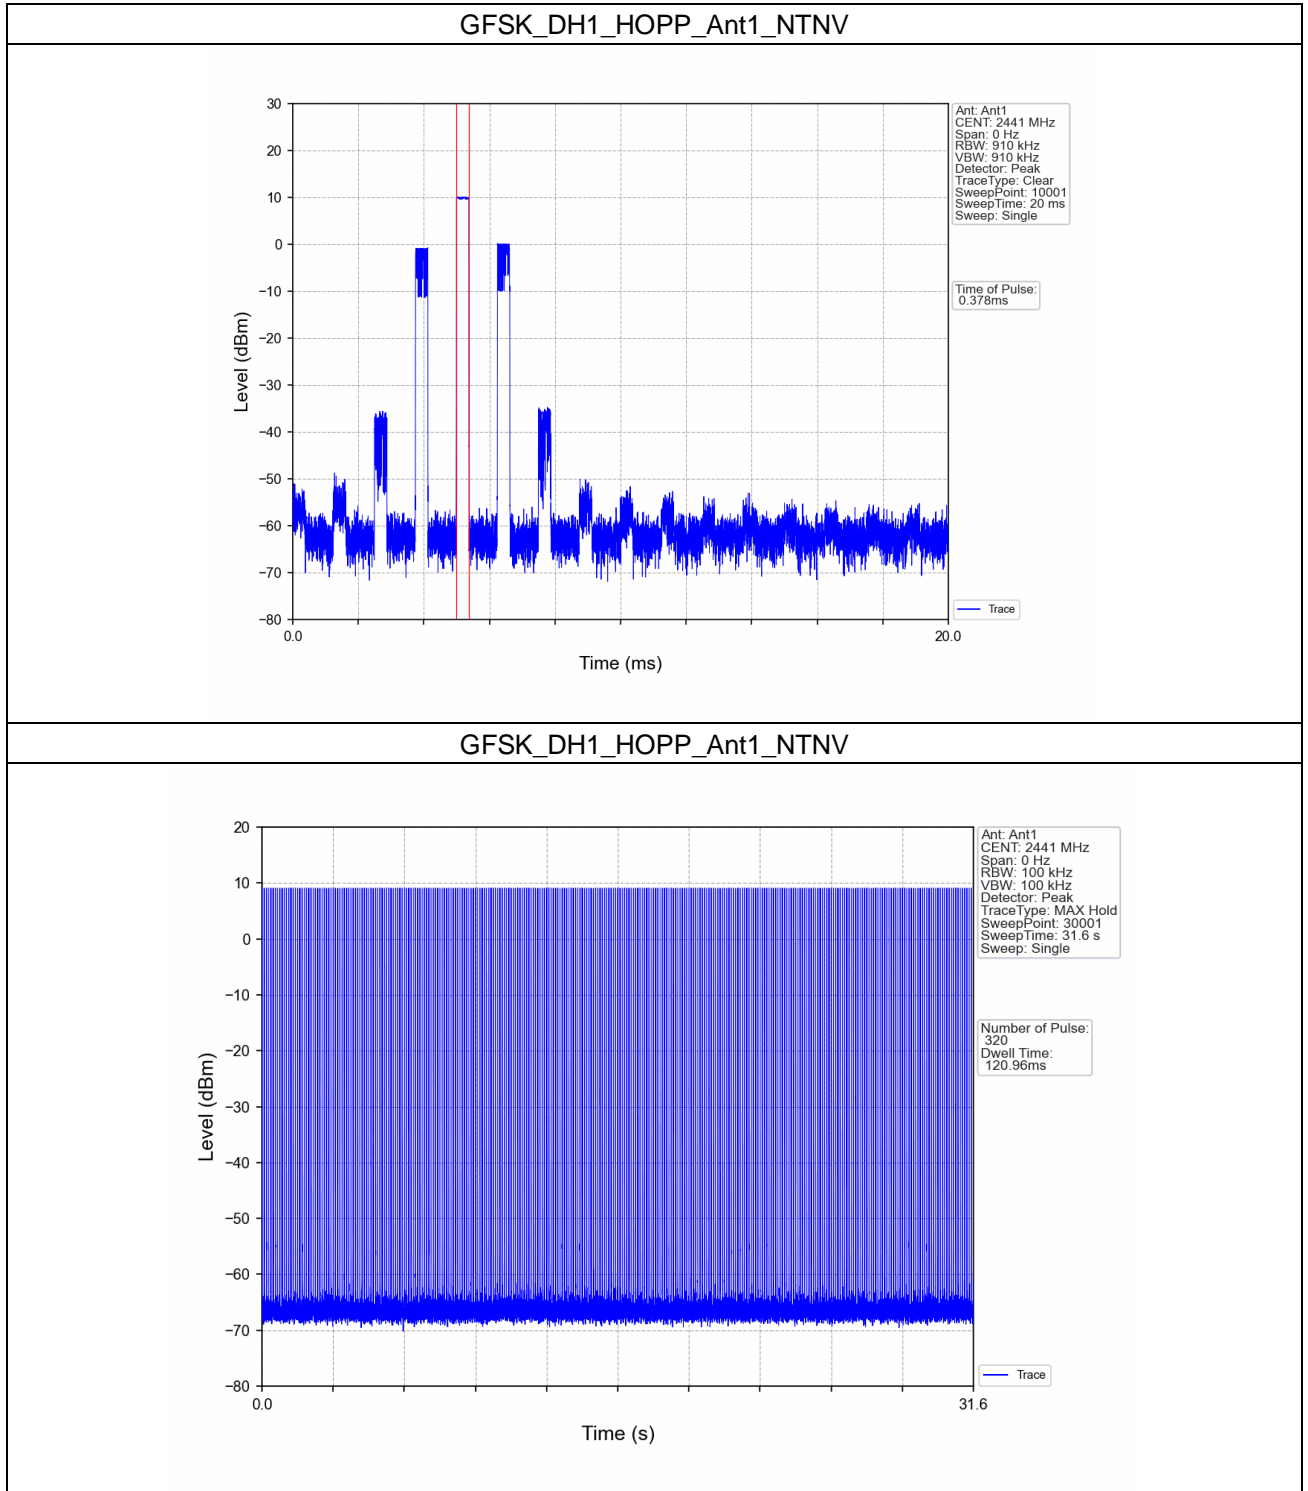 GFSK_DH1_HOPP_Ant1_NTNV
30
20
10
0
−10
−20
−30
−40
−50
−60
−70
−80
Level (dBm)
0.0
20.0
Time (ms)
Ant: Ant1
CENT: 2441 MHz
Span: 0 Hz
RBW: 910 kHz
VBW: 910 kHz
Detector: Peak
TraceType: Clear
SweepPoint: 10001
SweepTime: 20 ms
Sweep: Single
Time of Pulse:
0.378ms
Trace
GFSK_DH1_HOPP_Ant1_NTNV
20
10
0
−10
−20
−30
−40
−50
−60
−70
−80
Level (dBm)
0.0
31.6
Time (s)
Ant: Ant1
CENT: 2441 MHz
Span: 0 Hz
RBW: 100 kHz
VBW: 100 kHz
Detector: Peak
TraceType: MAX Hold
SweepPoint: 30001
SweepTime: 31.6 s
Sweep: Single
Number of Pulse:
320
Dwell Time:
120.96ms
Trace